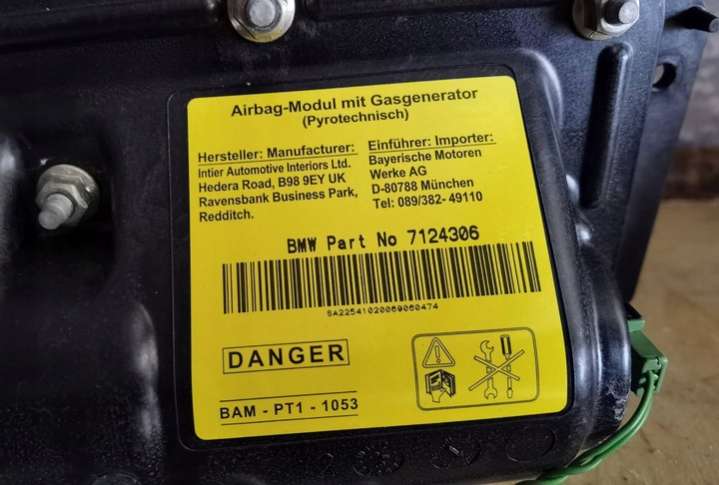 Airbag-Modul mit Gasgenerator
(Pyrotechnisch)
Hersteller: Manufacturer:
Intier Automotive Interiors Ltd.
Hedera Road, B98 9EY UK
Ravensbank Business Park,
Redditch.
Einführer: Importer:
Bayerische Motoren
Werke AG
D-80788 München
Tel: 089/382- 49110
BMW Part No 7124306
SA22541020069060474
DANGER
BAM - PT1 - 1053